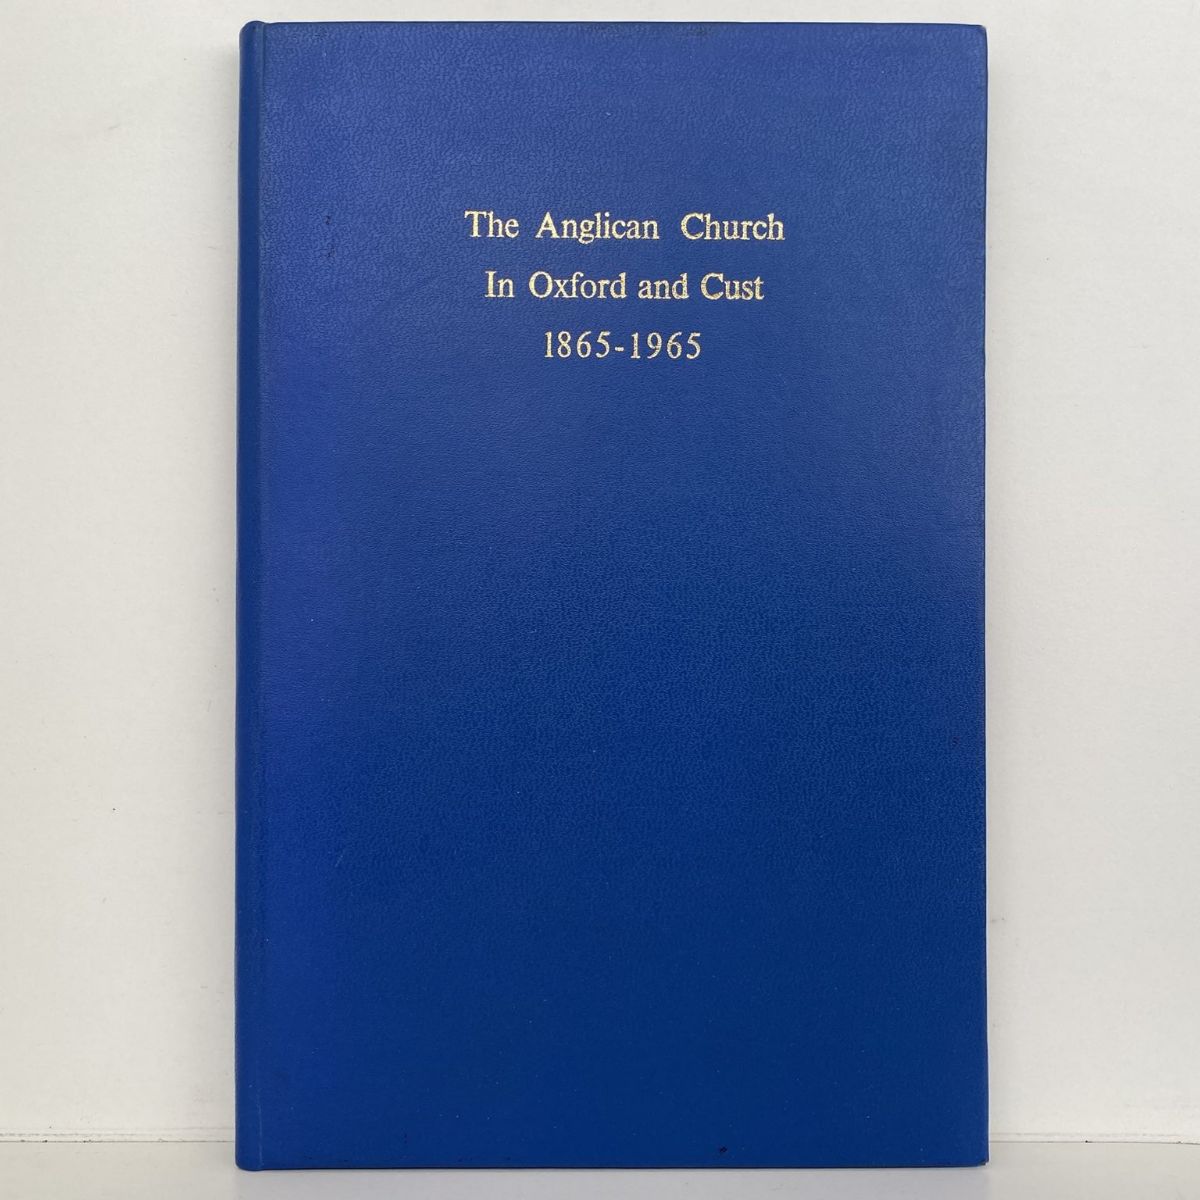 The Anglican Church
In Oxford and Cust
1865-1965